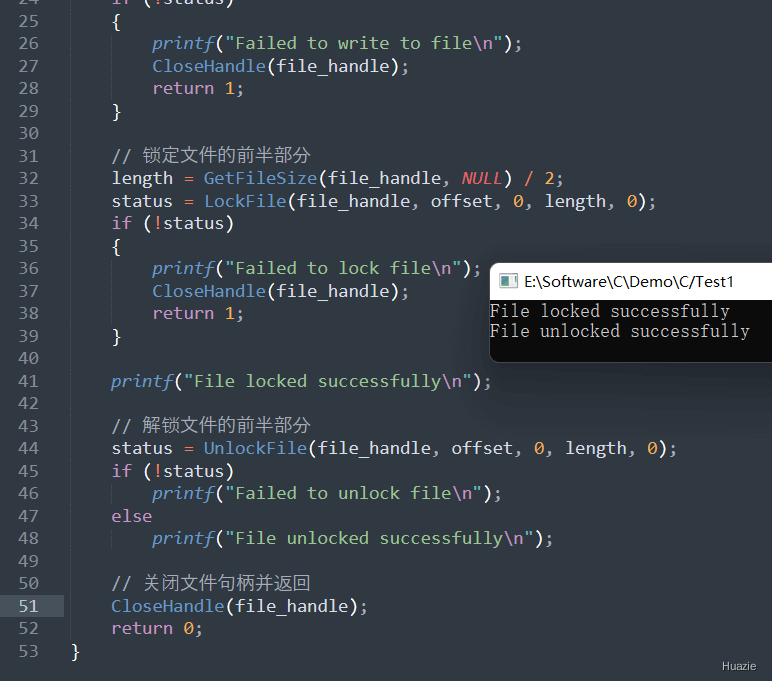 24 if (!status)
25 {
26 printf("Failed to write to file\n");
27 CloseHandle(file_handle);
28 return 1;
29 }
30
31 // 锁定文件的前半部分
32 length = GetFileSize(file_handle, NULL) / 2;
33 status = LockFile(file_handle, offset, 0, length, 0);
34 if (!status)
35 {
36 printf("Failed to lock file\n");
37 CloseHandle(file_handle);
38 return 1;
39 }
40
41 printf("File locked successfully\n");
42
43 // 解锁文件的前半部分
44 status = UnlockFile(file_handle, offset, 0, length, 0);
45 if (!status)
46 printf("Failed to unlock file\n");
47 else
48 printf("File unlocked successfully\n");
49
50 // 关闭文件句柄并返回
51 CloseHandle(file_handle);
52 return 0;
53 }
E:\Software\C\Demo\C/Test1
File locked successfully
File unlocked successfully
Huazie